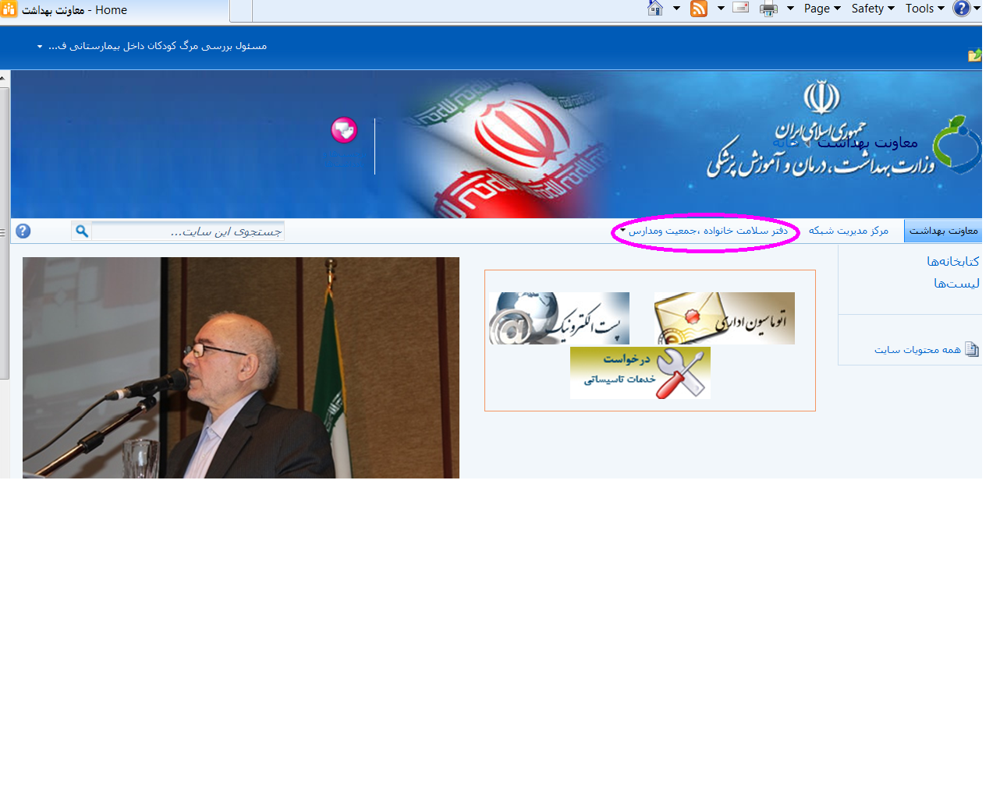 معاونت بهداشت - Home
Page
Safety
Tools
مسئول بررسی مرگ کودکان داخل بیمارستانی ف...
جمهوری اسلامی ایران
معاونت بهداشت
خانه
وزارت بهداشت ، درمان و آموزش پزشکی
معاونت بهداشت
مرکز مدیریت شبکه
دفتر سلامت خانواده ،جمعیت ومدارس
جستجوی این سایت...
کتابخانه‌ها
لیست‌ها
همه محتویات سایت
اتوماسیون اداری
پست الکترونیک
درخواست
خدمات تاسیساتی